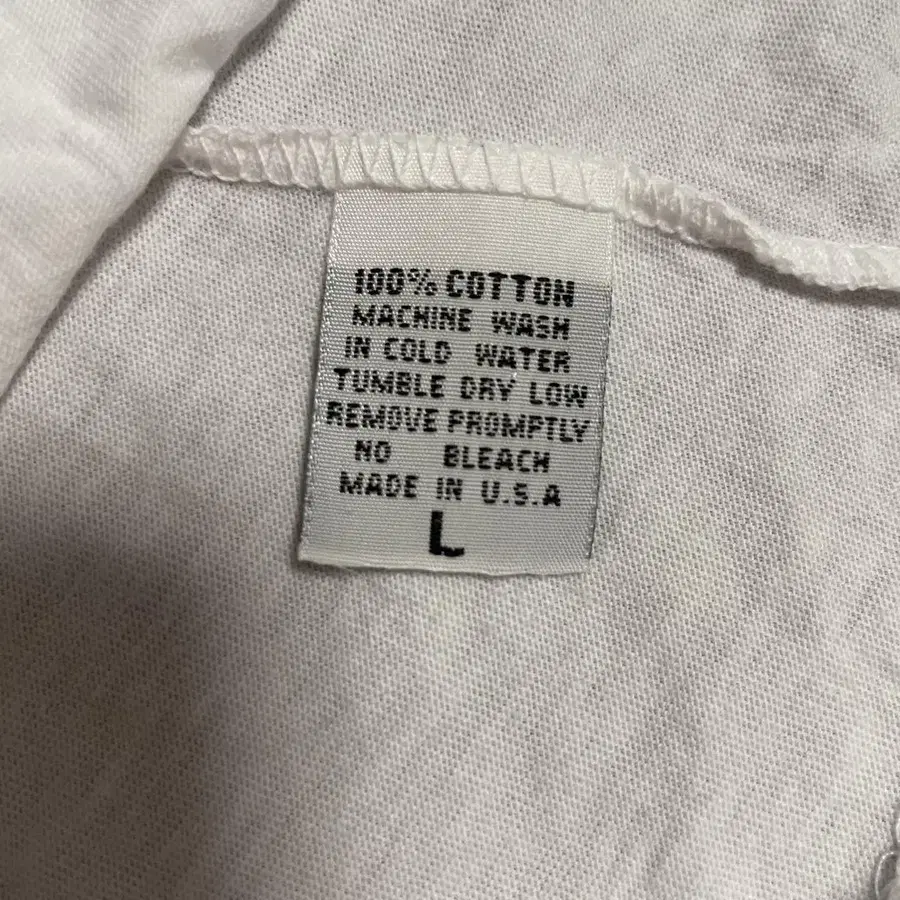 100% COTTON
MACHINE WASH
IN COLD WATER
TUMBLE DRY LOW
REMOVE PROMPTLY
NO BLEACH
MADE IN U.S.A
L